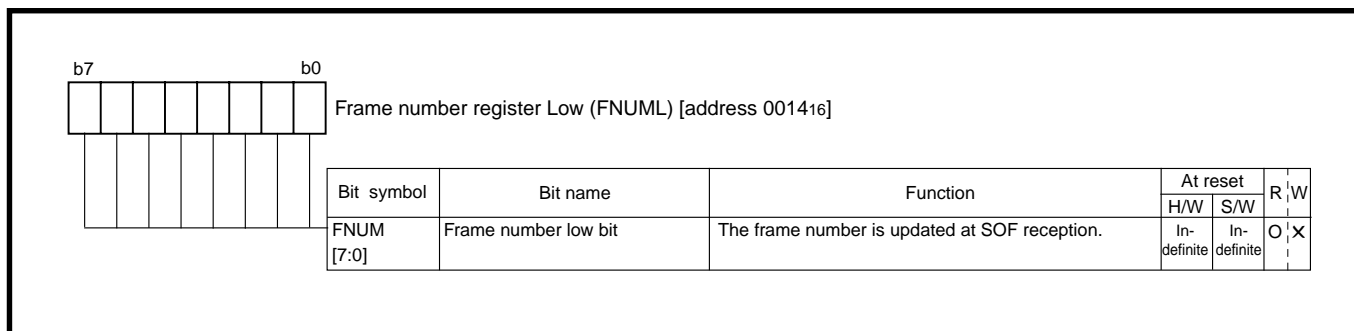 b7 b0
Frame number register Low (FNUML) [address 001416]
Bit symbol Bit name Function At reset R W
H/W S/W
FNUM Frame number low bit The frame number is updated at SOF reception. In- In- O ✕
[7:0] definite definite